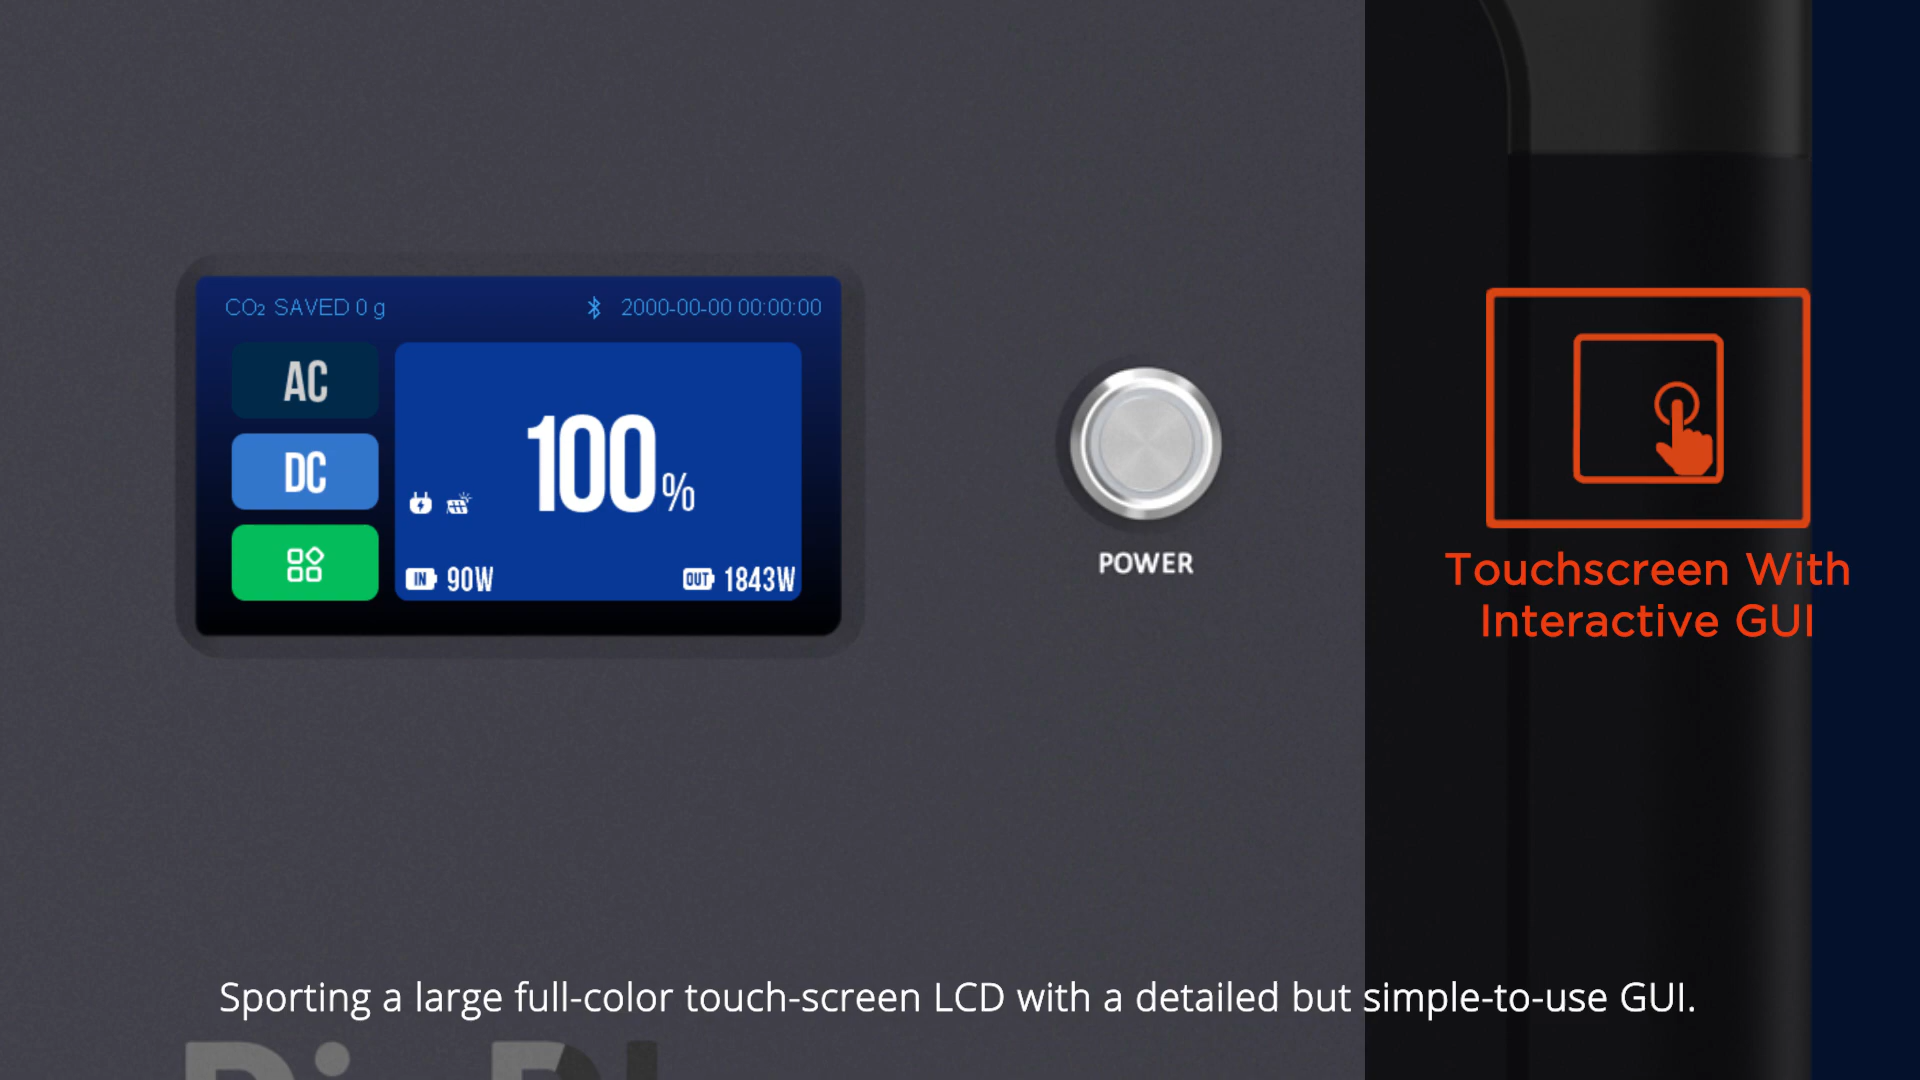 CO₂ SAVED 0 g
2000-00-00 00:00:00
AC
DC
100%
IN 90W
OUT 1843W
POWER
Touchscreen With
Interactive GUI
Sporting a large full-color touch-screen LCD with a detailed but simple-to-use GUI.